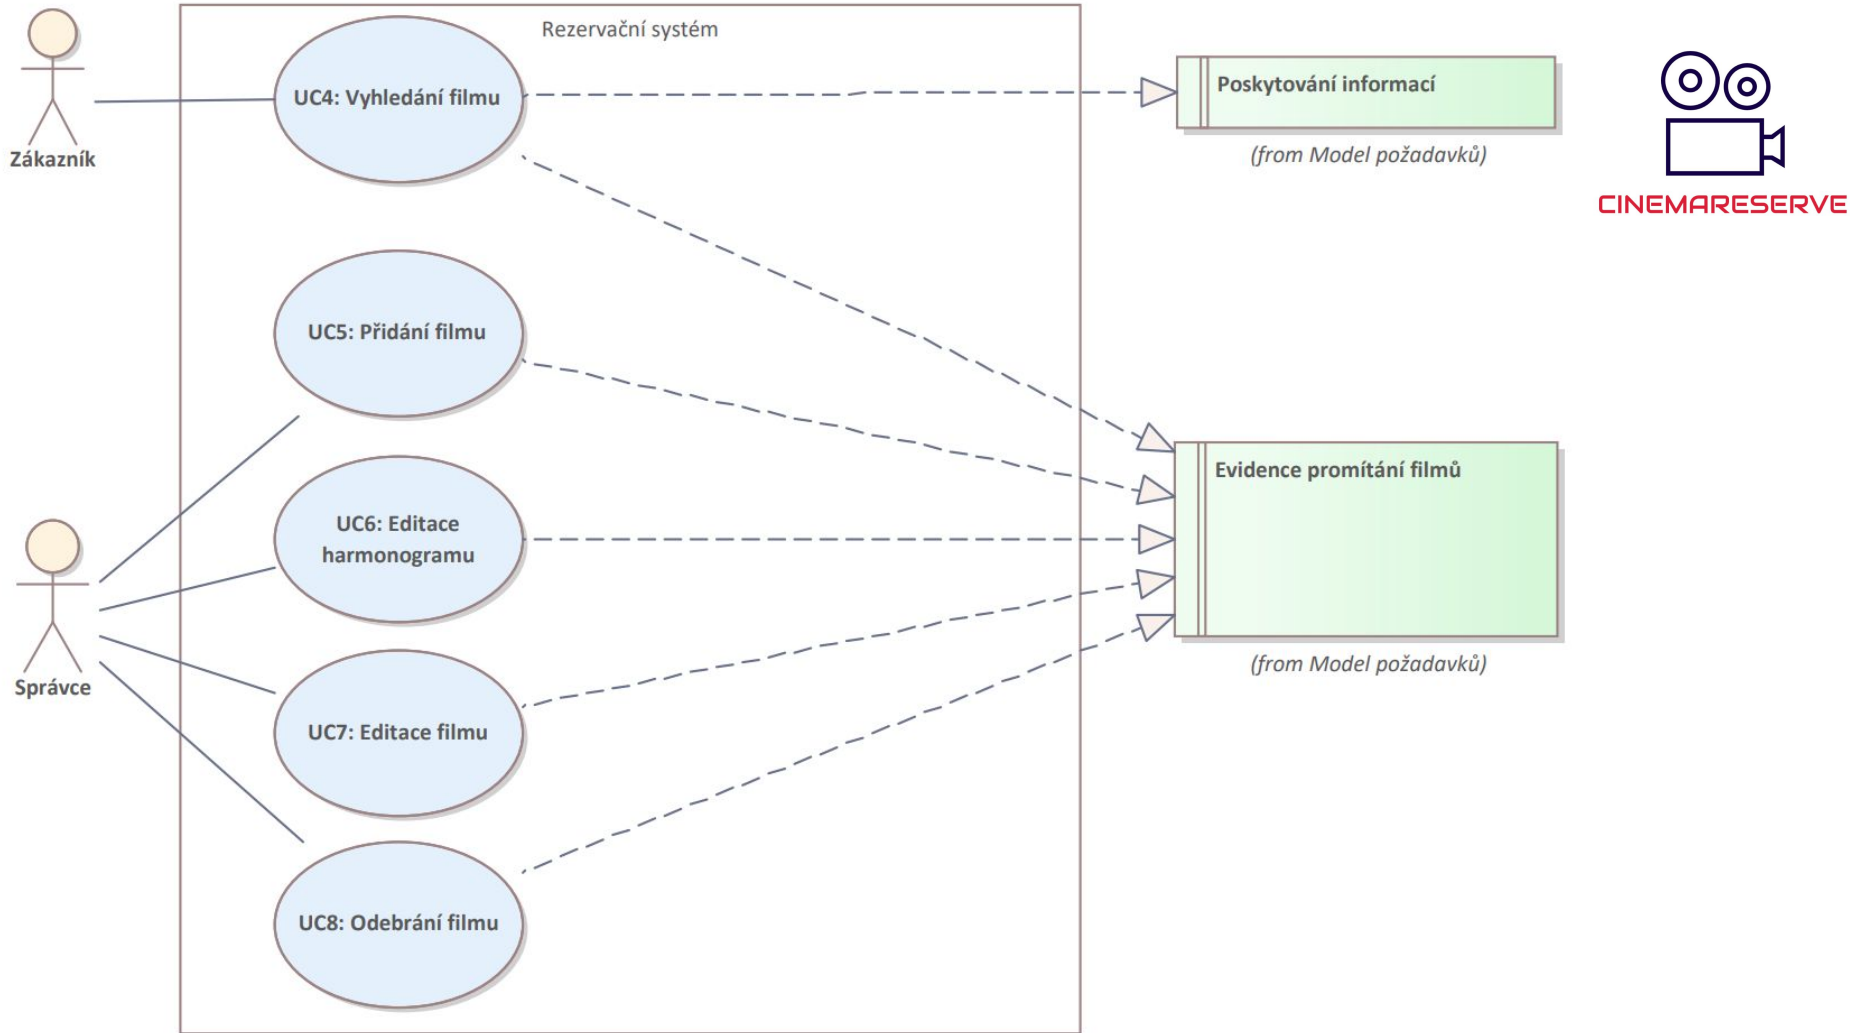 Rezervační systém
Zákazník
UC4: Vyhledání filmu
Poskytování informací
(from Model požadavků)
CINEMARESERVE
UC5: Přidání filmu
Evidence promítání filmů
(from Model požadavků)
UC6: Editace
harmonogramu
Správce
UC7: Editace filmu
UC8: Odebrání filmu